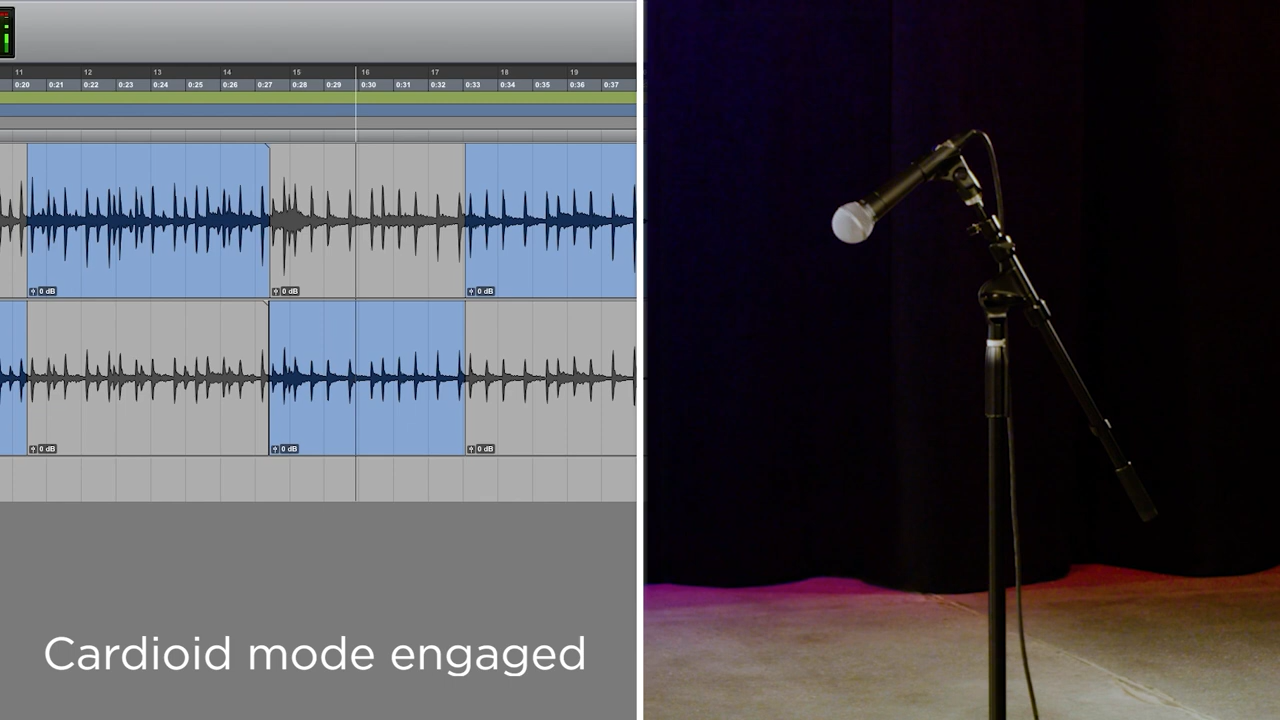 11 12 13 14 15 16 17 18 19
0:20 0:21 0:22 0:23 0:24 0:25 0:26 0:27 0:28 0:29 0:30 0:31 0:32 0:33 0:34 0:35 0:36 0:37
0 dB 0 dB 0 dB
0 dB 0 dB 0 dB
Cardioid mode engaged